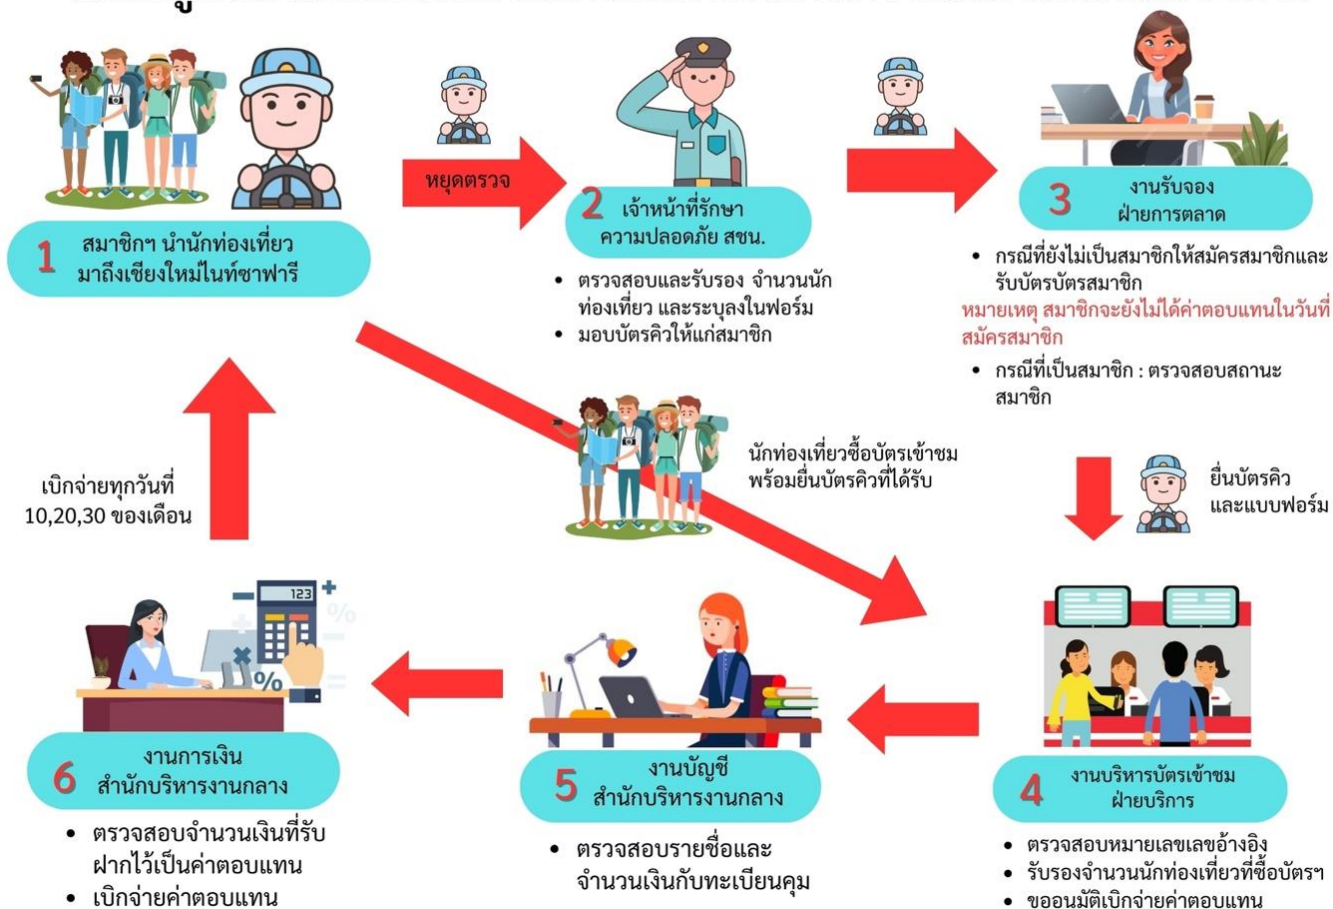 หยุดตรวจ
1
สมาชิกฯ นำนักท่องเที่ยว
มาถึงเชียงใหม่ไนท์ซาฟารี
2
เจ้าหน้าที่รักษา
ความปลอดภัย สชน.
• ตรวจสอบและรับรอง จำนวนนัก
ท่องเที่ยว และระบุลงในฟอร์ม
• มอบบัตรคิวให้แก่สมาชิก
3
งานรับจอง
ฝ่ายการตลาด
• กรณีที่ยังไม่เป็นสมาชิกให้สมัครสมาชิกและ
รับบัตรบัตรสมาชิก
หมายเหตุ สมาชิกจะยังไม่ได้ค่าตอบแทนในวันที่
สมัครสมาชิก
• กรณีที่เป็นสมาชิก : ตรวจสอบสถานะ
สมาชิก
นักท่องเที่ยวซื้อบัตรเข้าชม
พร้อมยื่นบัตรคิวที่ได้รับ
ยื่นบัตรคิว
และแบบฟอร์ม
เบิกจ่ายทุกวันที่
10,20,30 ของเดือน
123
4
งานบริหารบัตรเข้าชม
ฝ่ายบริการ
• ตรวจสอบหมายเลขเลขอ้างอิง
• รับรองจำนวนนักท่องเที่ยวที่ซื้อบัตรฯ
• ขออนุมัติเบิกจ่ายค่าตอบแทน
5
งานบัญชี
สำนักบริหารงานกลาง
• ตรวจสอบรายชื่อและ
จำนวนเงินกับทะเบียนคุม
6
งานการเงิน
สำนักบริหารงานกลาง
• ตรวจสอบจำนวนเงินที่รับ
ฝากไว้เป็นค่าตอบแทน
• เบิกจ่ายค่าตอบแทน